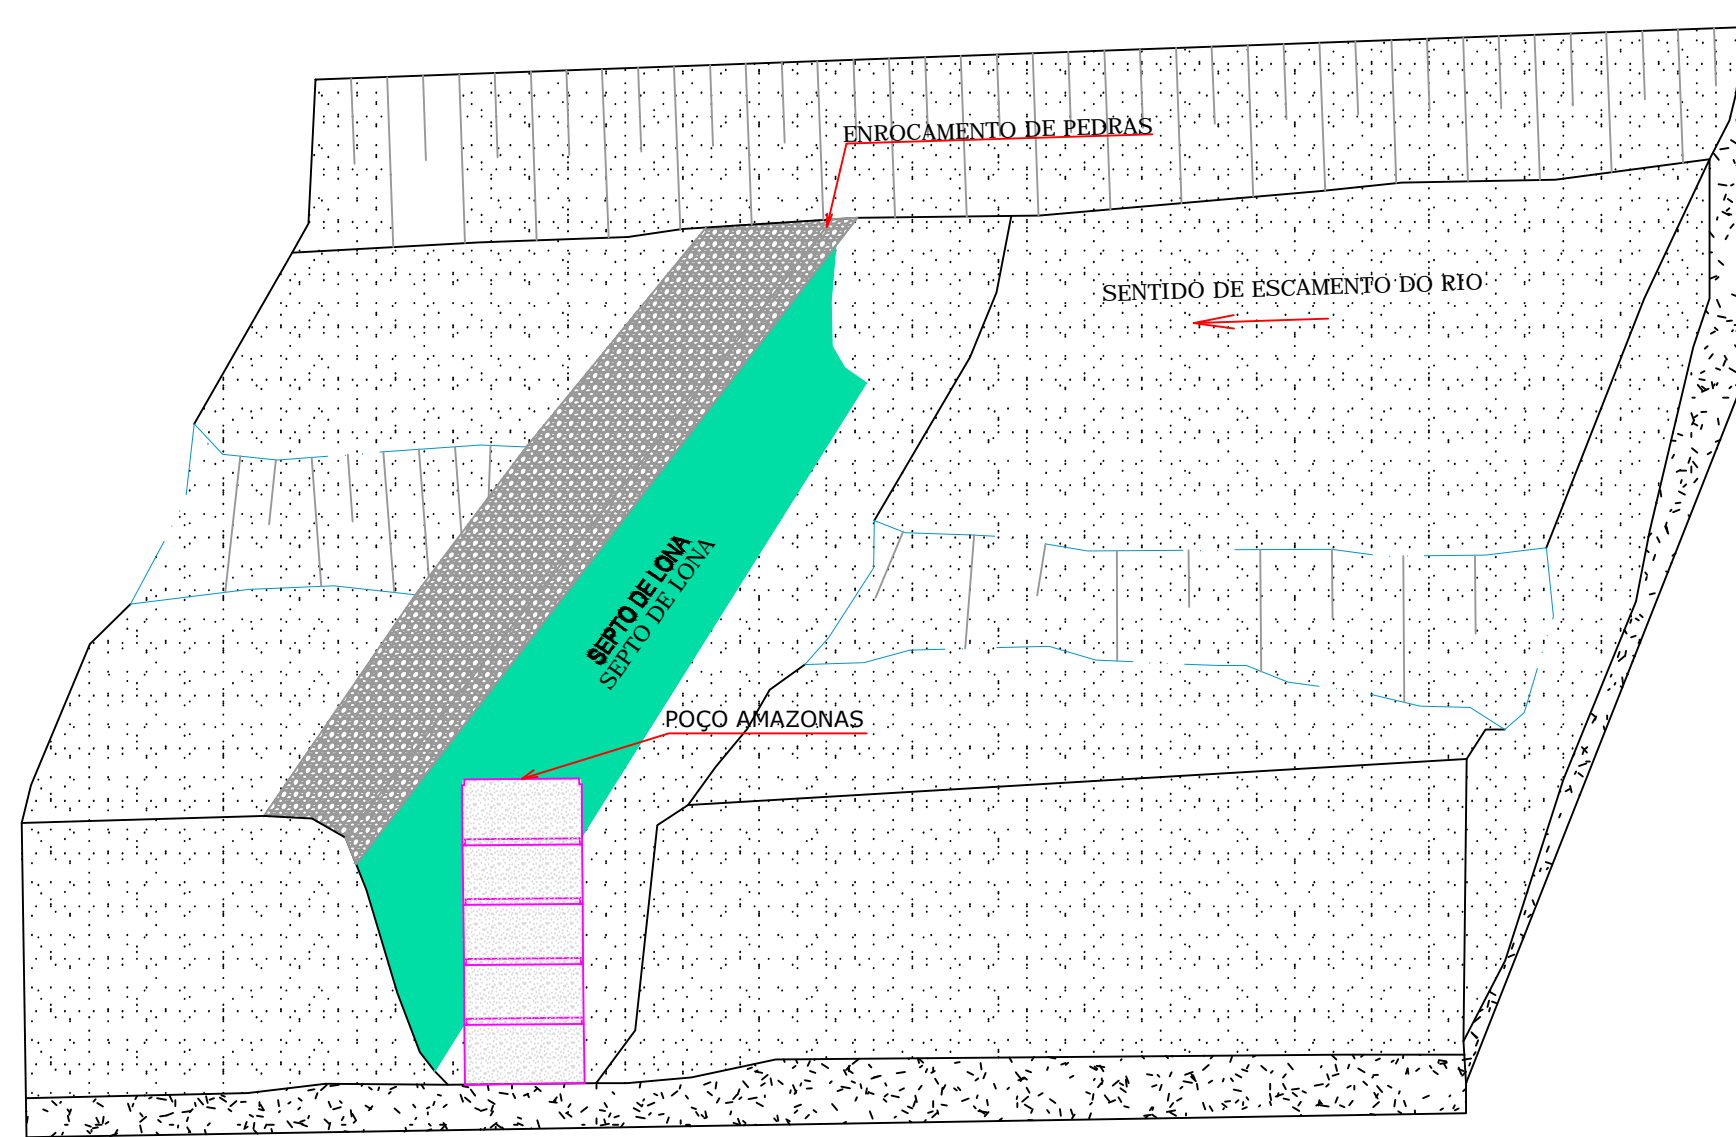 ENROCAMENTO DE PEDRAS
SENTIDO DE ESCAMENTO DO RIO
SEPTO DE LONA
SEPTO DE LONA
POÇO AMAZONAS